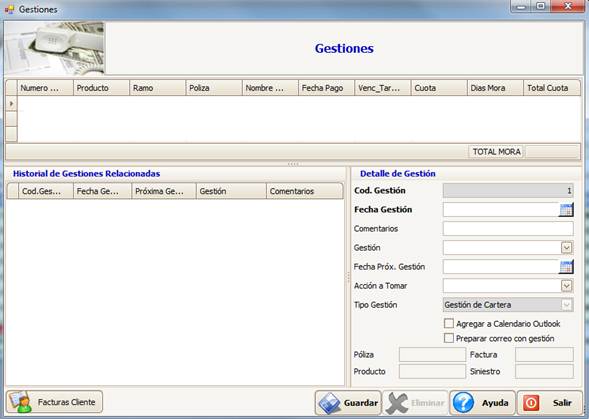 Gestiones
Gestiones
Numero ... Producto Ramo Poliza Nombre ... Fecha Pago Venc_Tar... Cuota Dias Mora Total Cuota
TOTAL MORA
Historial de Gestiones Relacionadas
Cod.Ges... Fecha Ge... Próxima Ge... Gestión Comentarios
Detalle de Gestión
Cod. Gestión 1
Fecha Gestión
Comentarios
Gestión
Fecha Próx. Gestión
Acción a Tomar
Tipo Gestión Gestión de Cartera
Agregar a Calendario Outlook
Preparar correo con gestión
Póliza Factura
Producto Siniestro
Facturas Cliente Guardar Eliminar Ayuda Salir